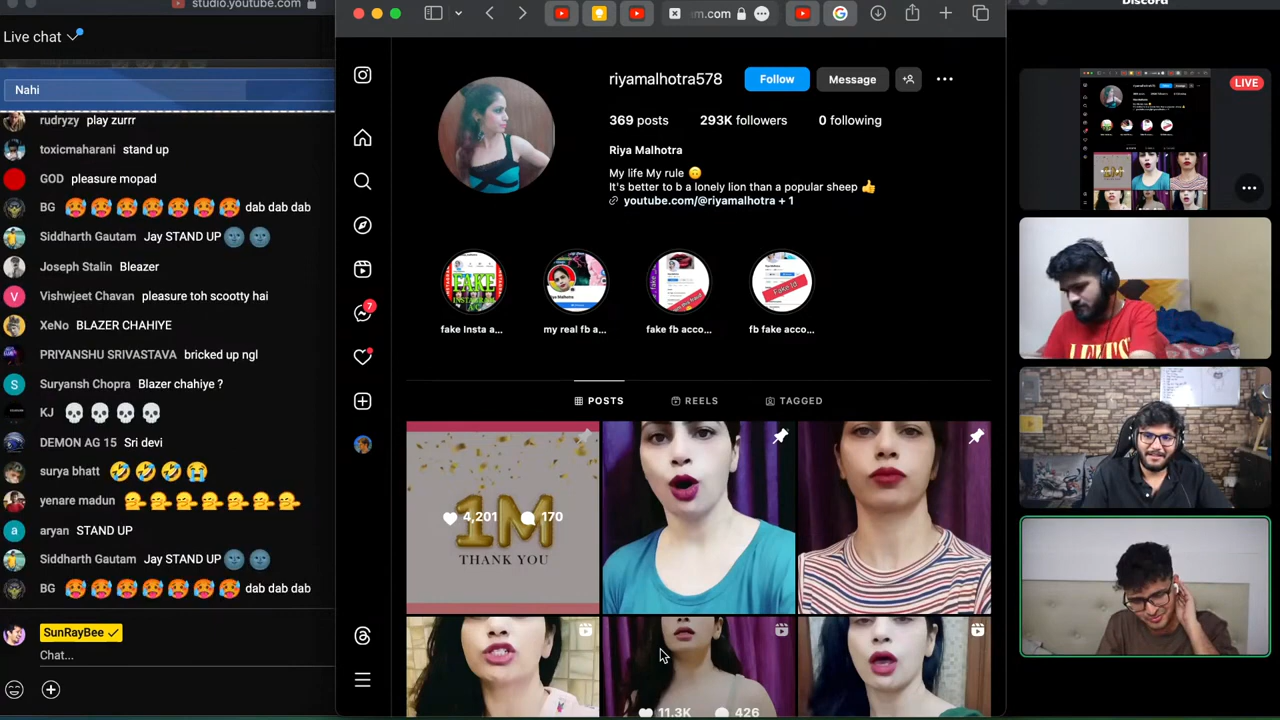 studio.youtube.com
Live chat
Nahi
rudryzy play zurrr
toxicmaharani stand up
GOD pleasure mopad
BG dab dab dab
Siddharth Gautam Jay STAND UP
Joseph Stalin Bleazer
V Vishwjeet Chavan pleasure toh scootty hai
XeNo BLAZER CHAHIYE
PRIYANSHU SRIVASTAVA bricked up ngl
S Suryansh Chopra Blazer chahiye ?
KJ 💀 💀 💀 💀
DEMON AG 15 Sri devi
surya bhatt 🤣 🤣 🤣 😭
yenare madun
a aryan STAND UP
Siddharth Gautam Jay STAND UP
BG dab dab dab
SunRayBee
Chat...
m.com
riyamalhotra578 Follow Message
369 posts 293K followers 0 following
Riya Malhotra
My life My rule
It's better to b a lonely lion than a popular sheep 👍
youtube.com/@riyamalhotra + 1
FAKE
Fake Id
fake Insta a... my real fb a... fake fb acco... fb fake acco...
7
POSTS REELS TAGGED
4,201 170
1M
THANK YOU
11.3K 426
Discord
LIVE